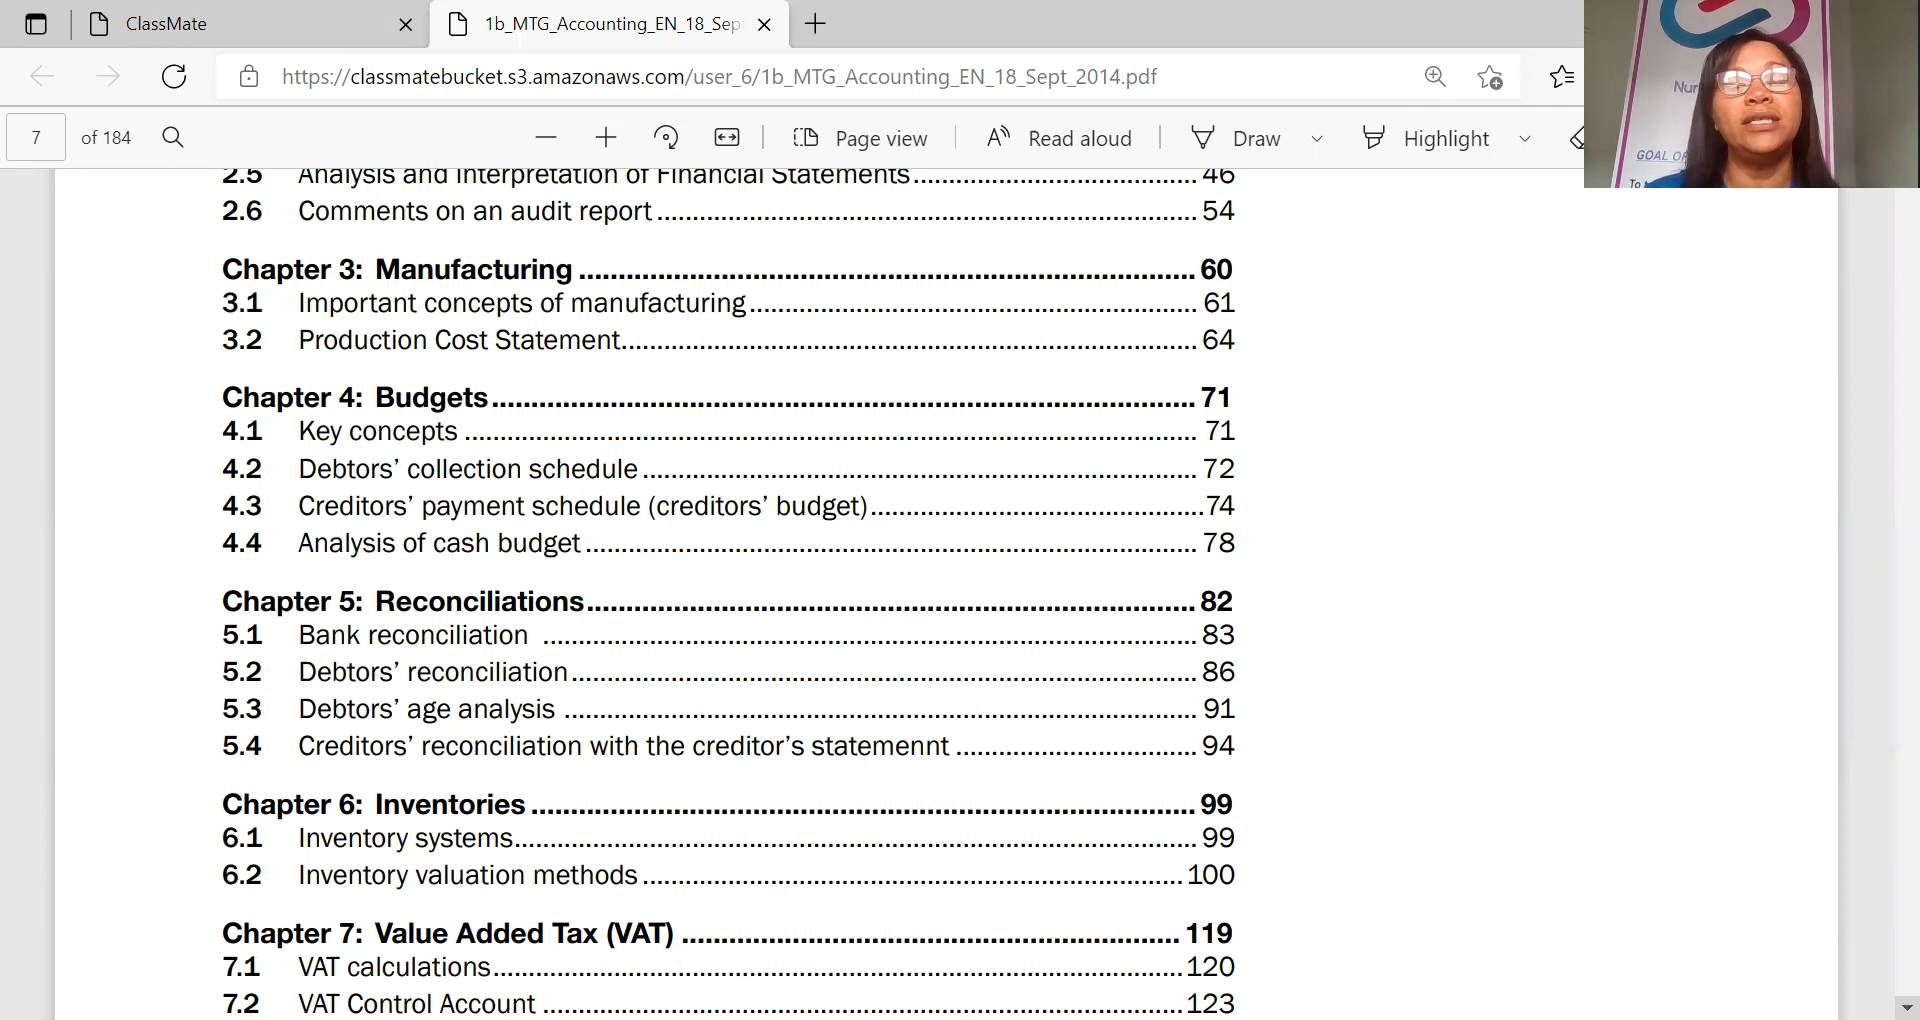 ClassMate
1b_MTG_Accounting_EN_18_Sep
https://classmatebucket.s3.amazonaws.com/user_6/1b_MTG_Accounting_EN_18_Sept_2014.pdf
7 of 184 Page view Read aloud Draw Highlight
GOAL OF
2.5 Analysis and Interpretation of Financial Statements 46
2.6 Comments on an audit report 54
Chapter 3: Manufacturing 60
3.1 Important concepts of manufacturing 61
3.2 Production Cost Statement 64
Chapter 4: Budgets 71
4.1 Key concepts 71
4.2 Debtors’ collection schedule 72
4.3 Creditors’ payment schedule (creditors’ budget) 74
4.4 Analysis of cash budget 78
Chapter 5: Reconciliations 82
5.1 Bank reconciliation 83
5.2 Debtors’ reconciliation 86
5.3 Debtors’ age analysis 91
5.4 Creditors’ reconciliation with the creditor’s statemennt 94
Chapter 6: Inventories 99
6.1 Inventory systems 99
6.2 Inventory valuation methods 100
Chapter 7: Value Added Tax (VAT) 119
7.1 VAT calculations 120
7.2 VAT Control Account 123